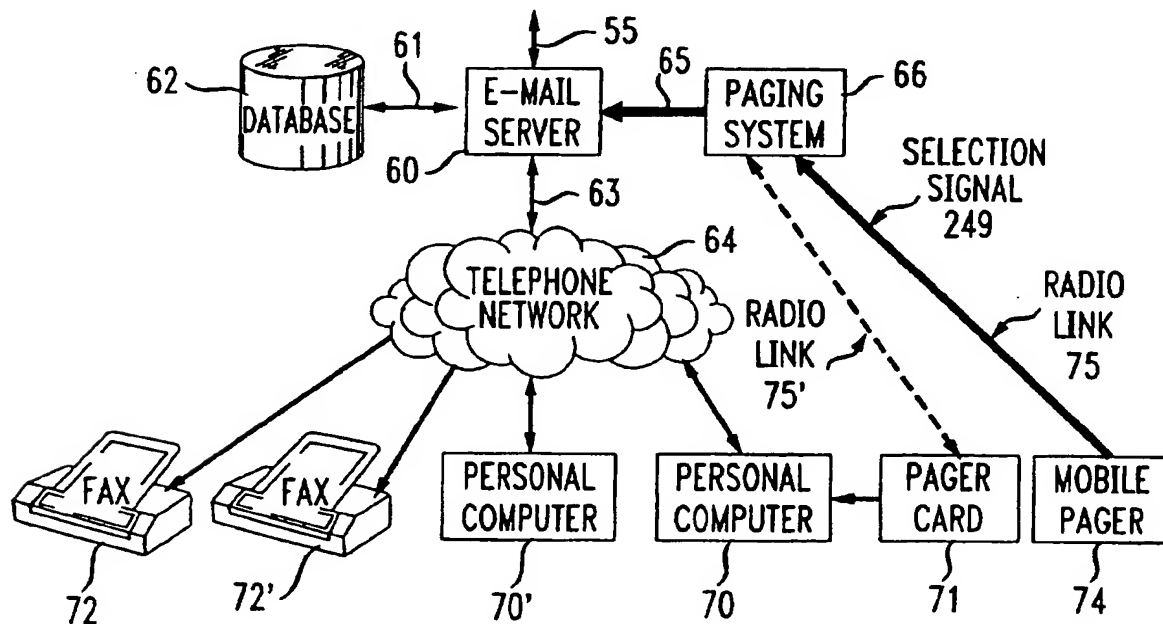 55
61
65
66
62
DATABASE
E-MAIL
SERVER
PAGING
SYSTEM
60
63
SELECTION
SIGNAL
249
64
TELEPHONE
NETWORK
RADIO
LINK
75'
RADIO
LINK
75
FAX
FAX
PERSONAL
COMPUTER
PERSONAL
COMPUTER
PAGER
CARD
MOBILE
PAGER
72
72'
70'
70
71
74